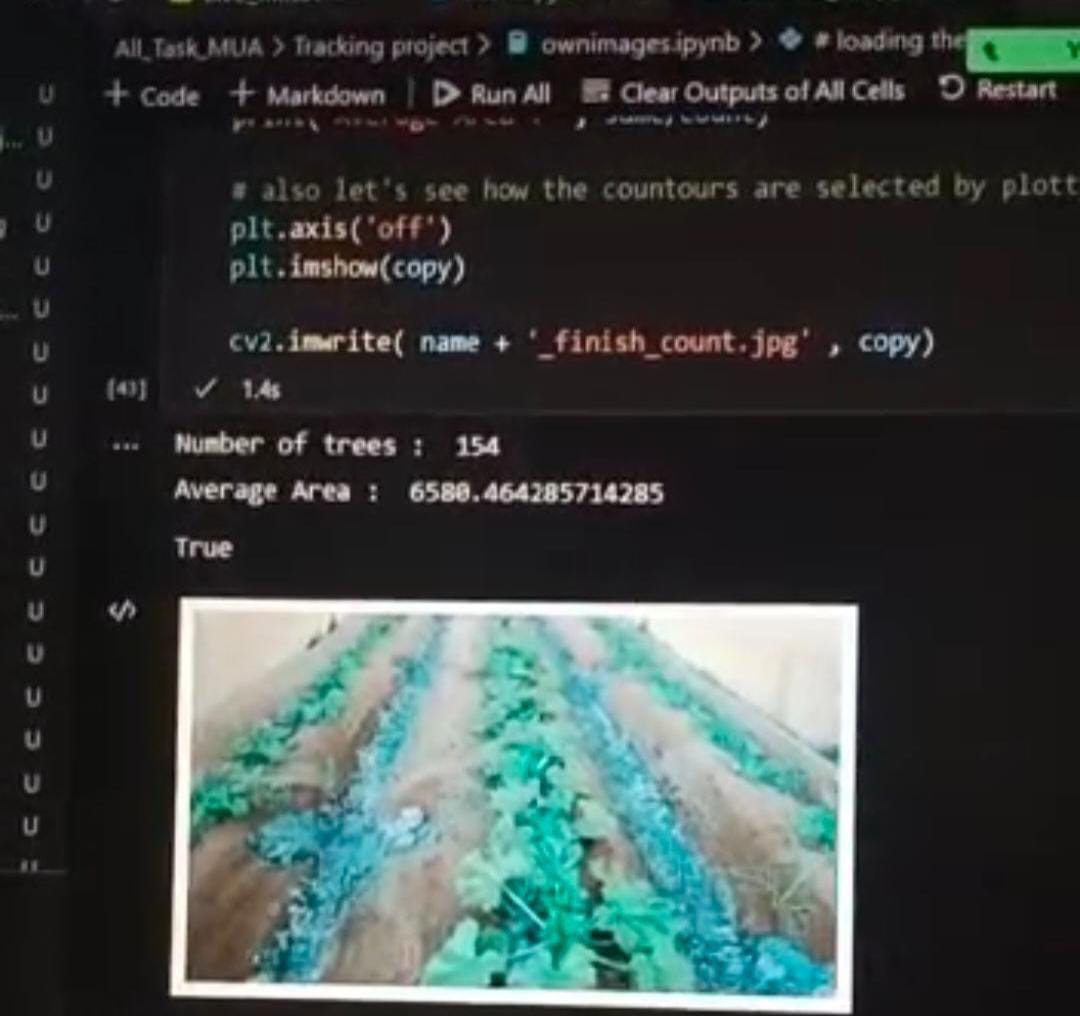 All_Task_MUA > Tracking project > ownimages.ipynb > # loading the
+ Code + Markdown | Run All Clear Outputs of All Cells Restart
U
U
U
# also let's see how the countours are selected by plott
U
plt.axis('off')
U
plt.imshow(copy)
U
U
cv2.imwrite( name + '_finish_count.jpg' , copy)
U
[43] 1.4s
U
... Number of trees : 154
U
Average Area : 6580.464285714285
U
U
True
U
</>
U
U
U
U
U